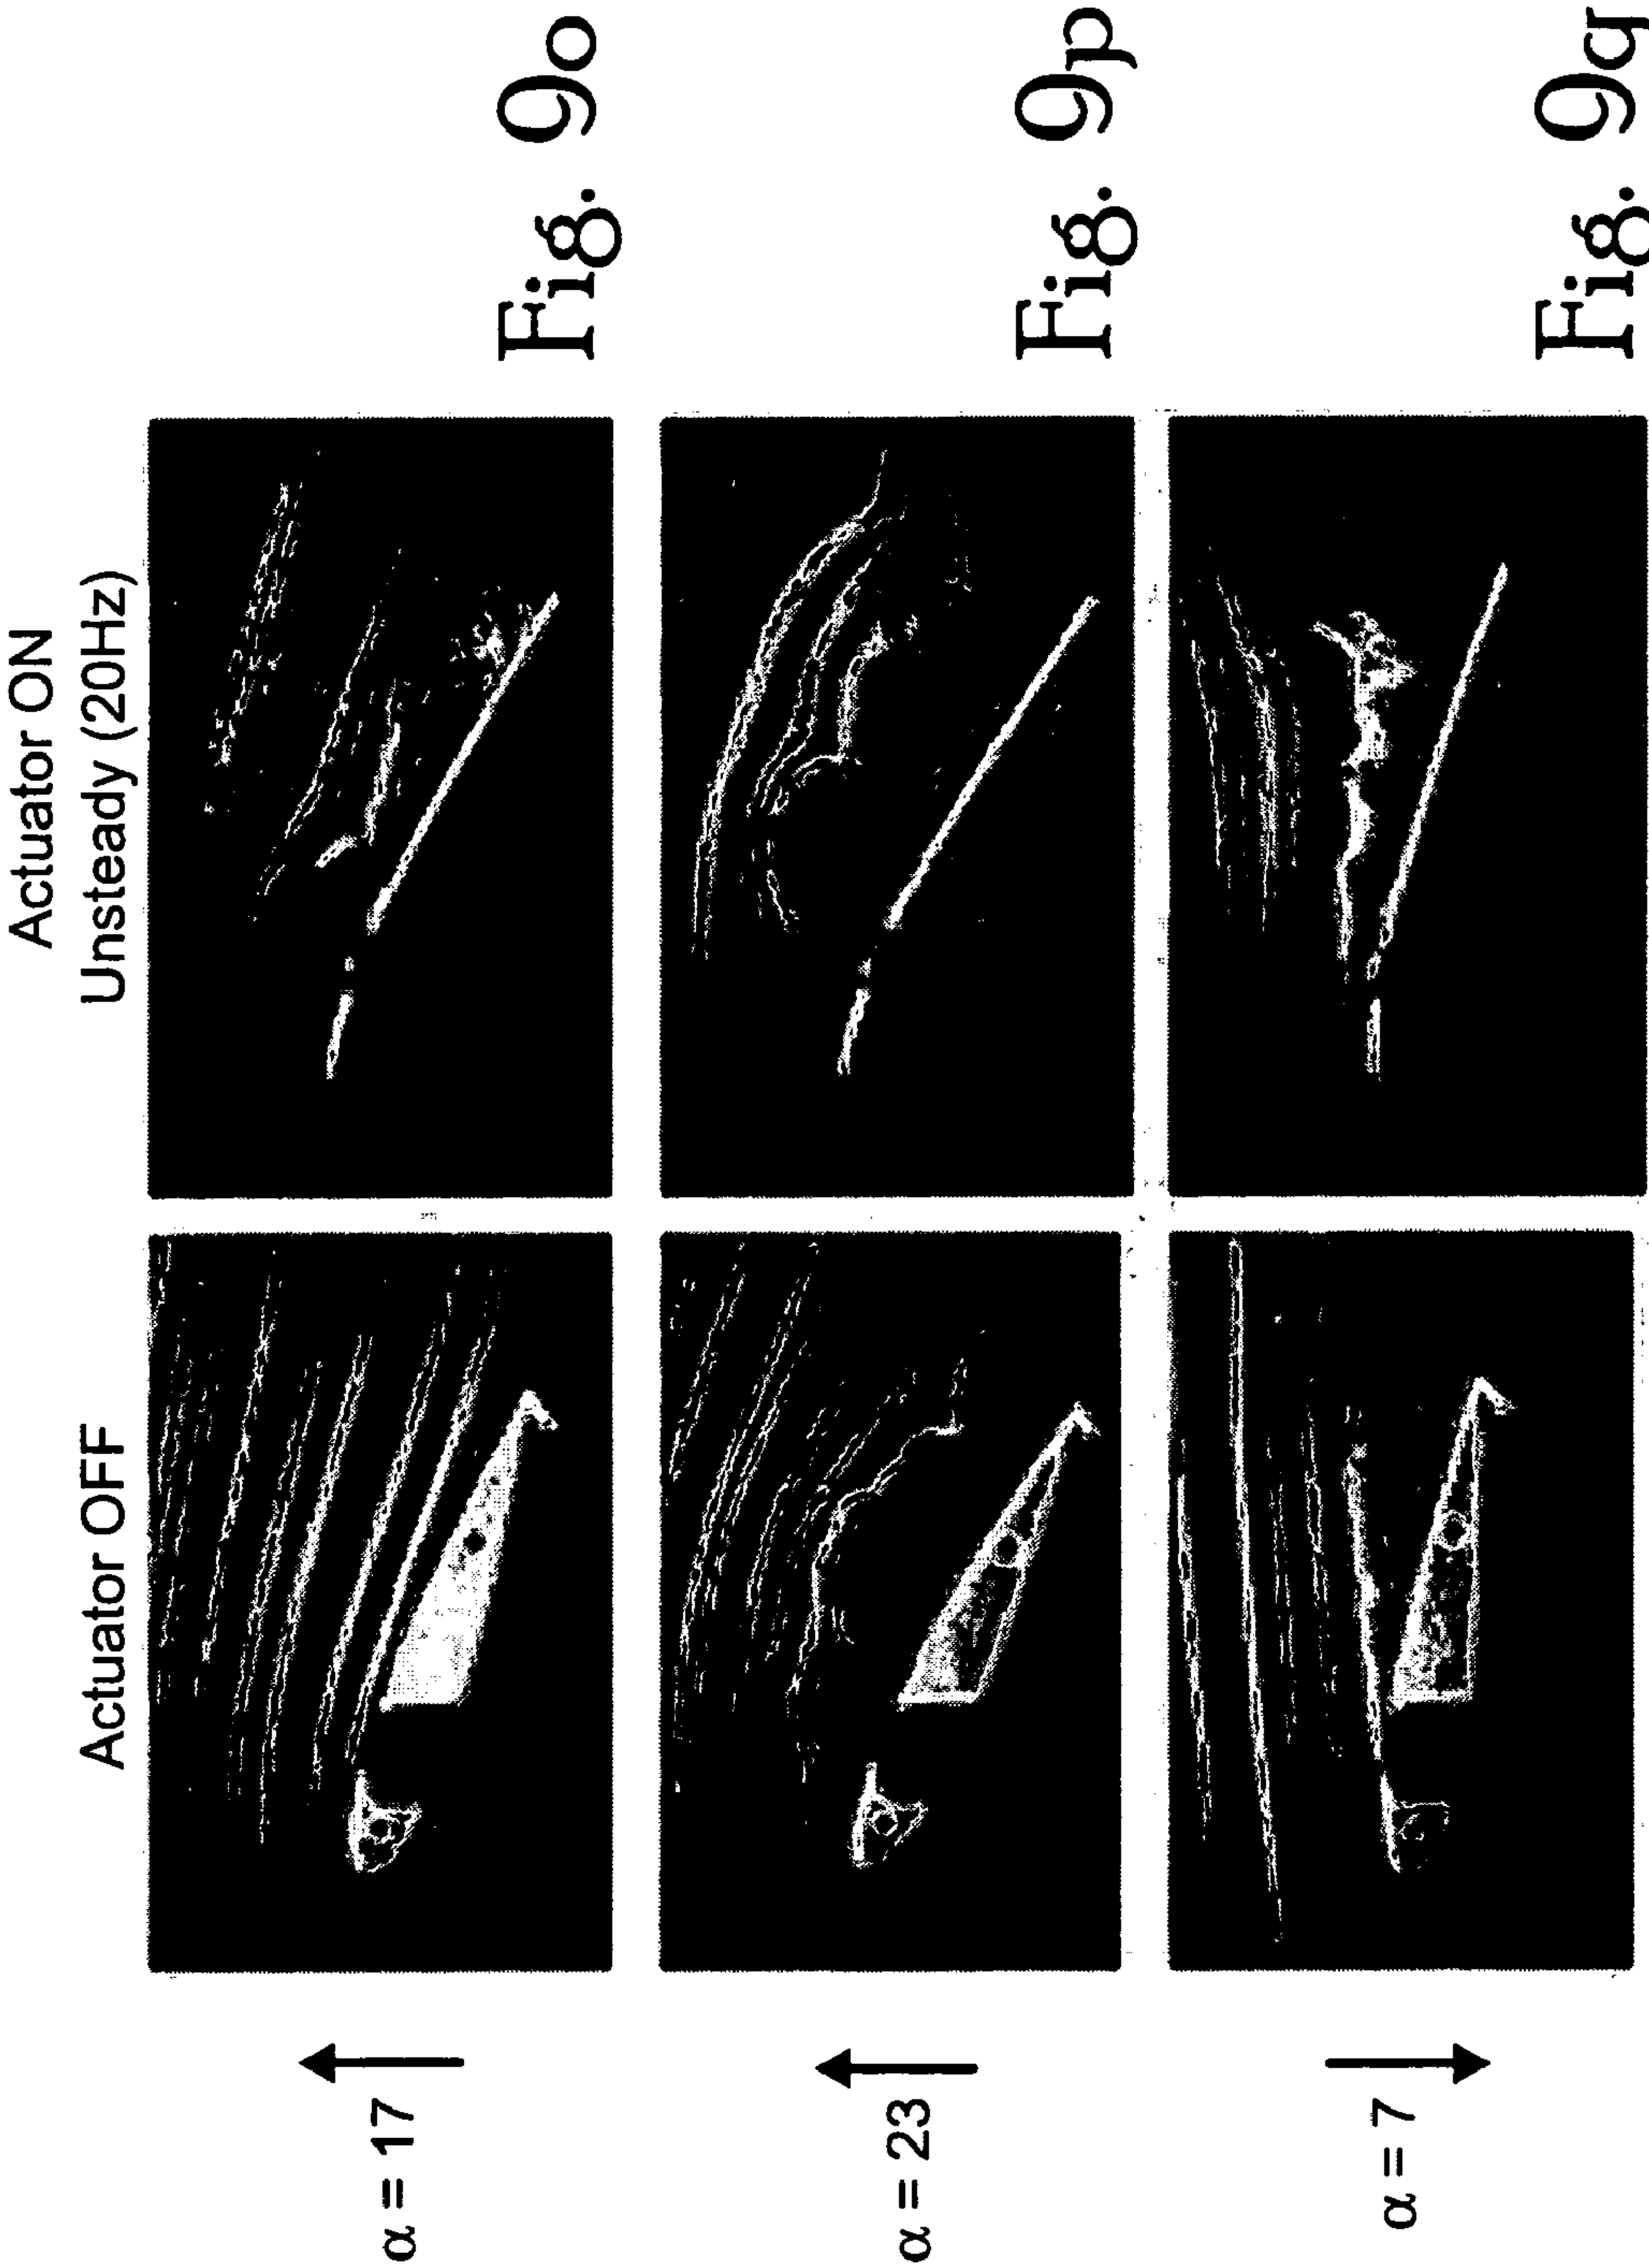 Actuator OFF
Actuator ON
Unsteady (20Hz)
α = 17
Fig. 9o
α = 23
Fig. 9p
α = 7
Fig. 9q